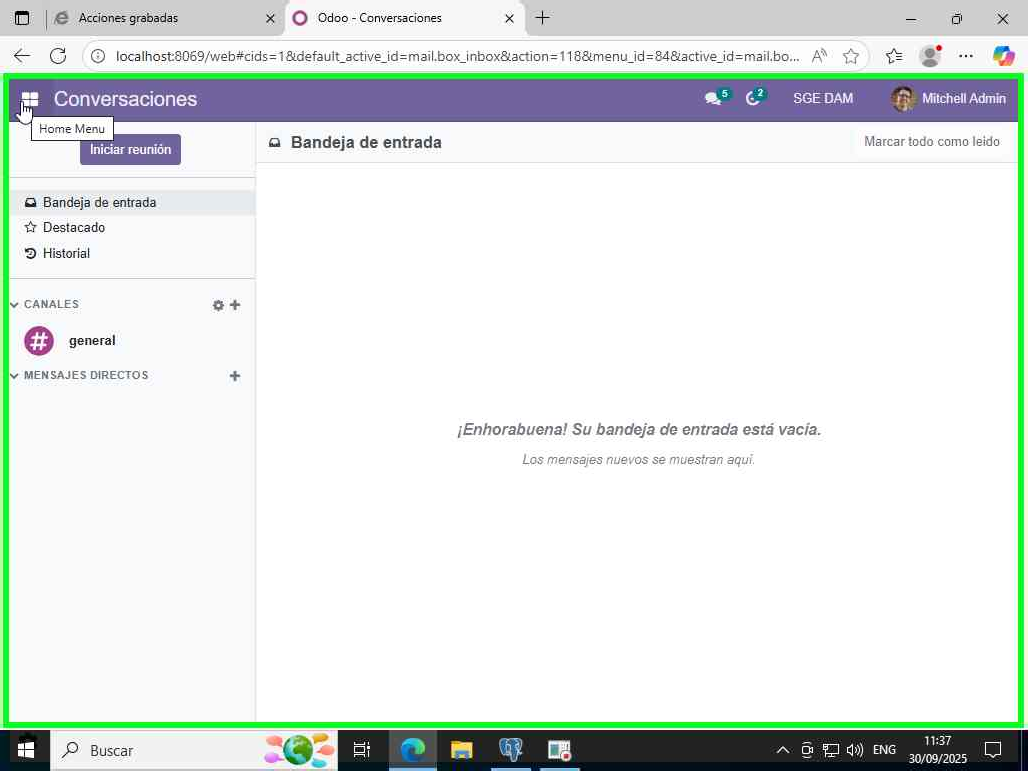 Acciones grabadas
Odoo - Conversaciones
localhost:8069/web#cids=1&default_active_id=mail.box_inbox&action=118&menu_id=84&active_id=mail.bo...
Conversaciones
5
2
SGE DAM
Mitchell Admin
Home Menu
Iniciar reunión
Bandeja de entrada
Marcar todo como leido
Bandeja de entrada
Destacado
Historial
CANALES
general
MENSAJES DIRECTOS
¡Enhorabuena! Su bandeja de entrada está vacía.
Los mensajes nuevos se muestran aquí.
Buscar
ENG
11:37
30/09/2025